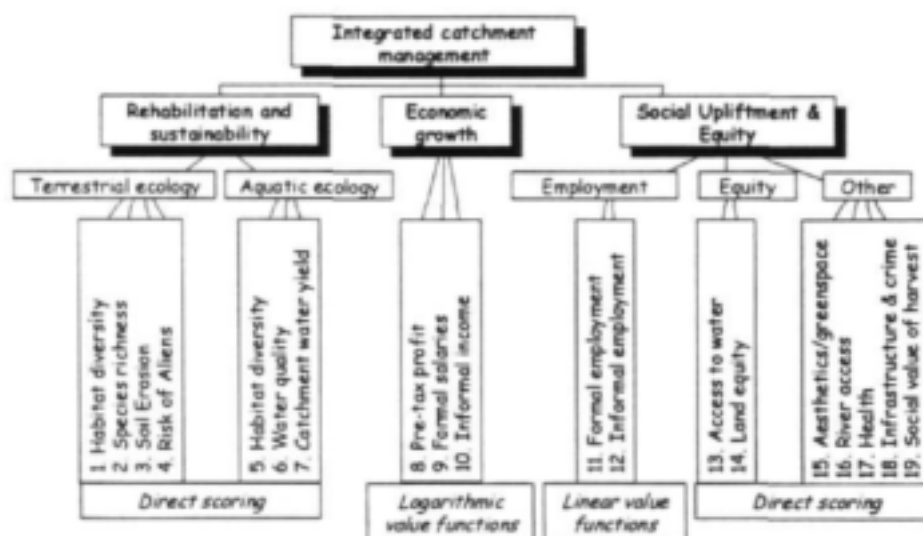 Integrated catchment
management
Rehabilitation and
sustainability
Economic
growth
Social Upliftment &
Equity
Terrestrial ecology
Aquatic ecology
Employment
Equity
Other
1. Habitat diversity
2. Species richness
3. Soil Erosion
4. Risk of Aliens
5. Habitat diversity
6. Water quality
7. Catchment water yield
8. Pre-tax profit
9. Formal salaries
10. Informal income
11. Formal employment
12. Informal employment
13. Access to water
14. Land equity
15. Aesthetics/greenspace
16. River access
17. Health
18. Infrastructure & crime
19. Social value of harvest
Direct scoring
Logarithmic
value functions
Linear value
functions
Direct scoring